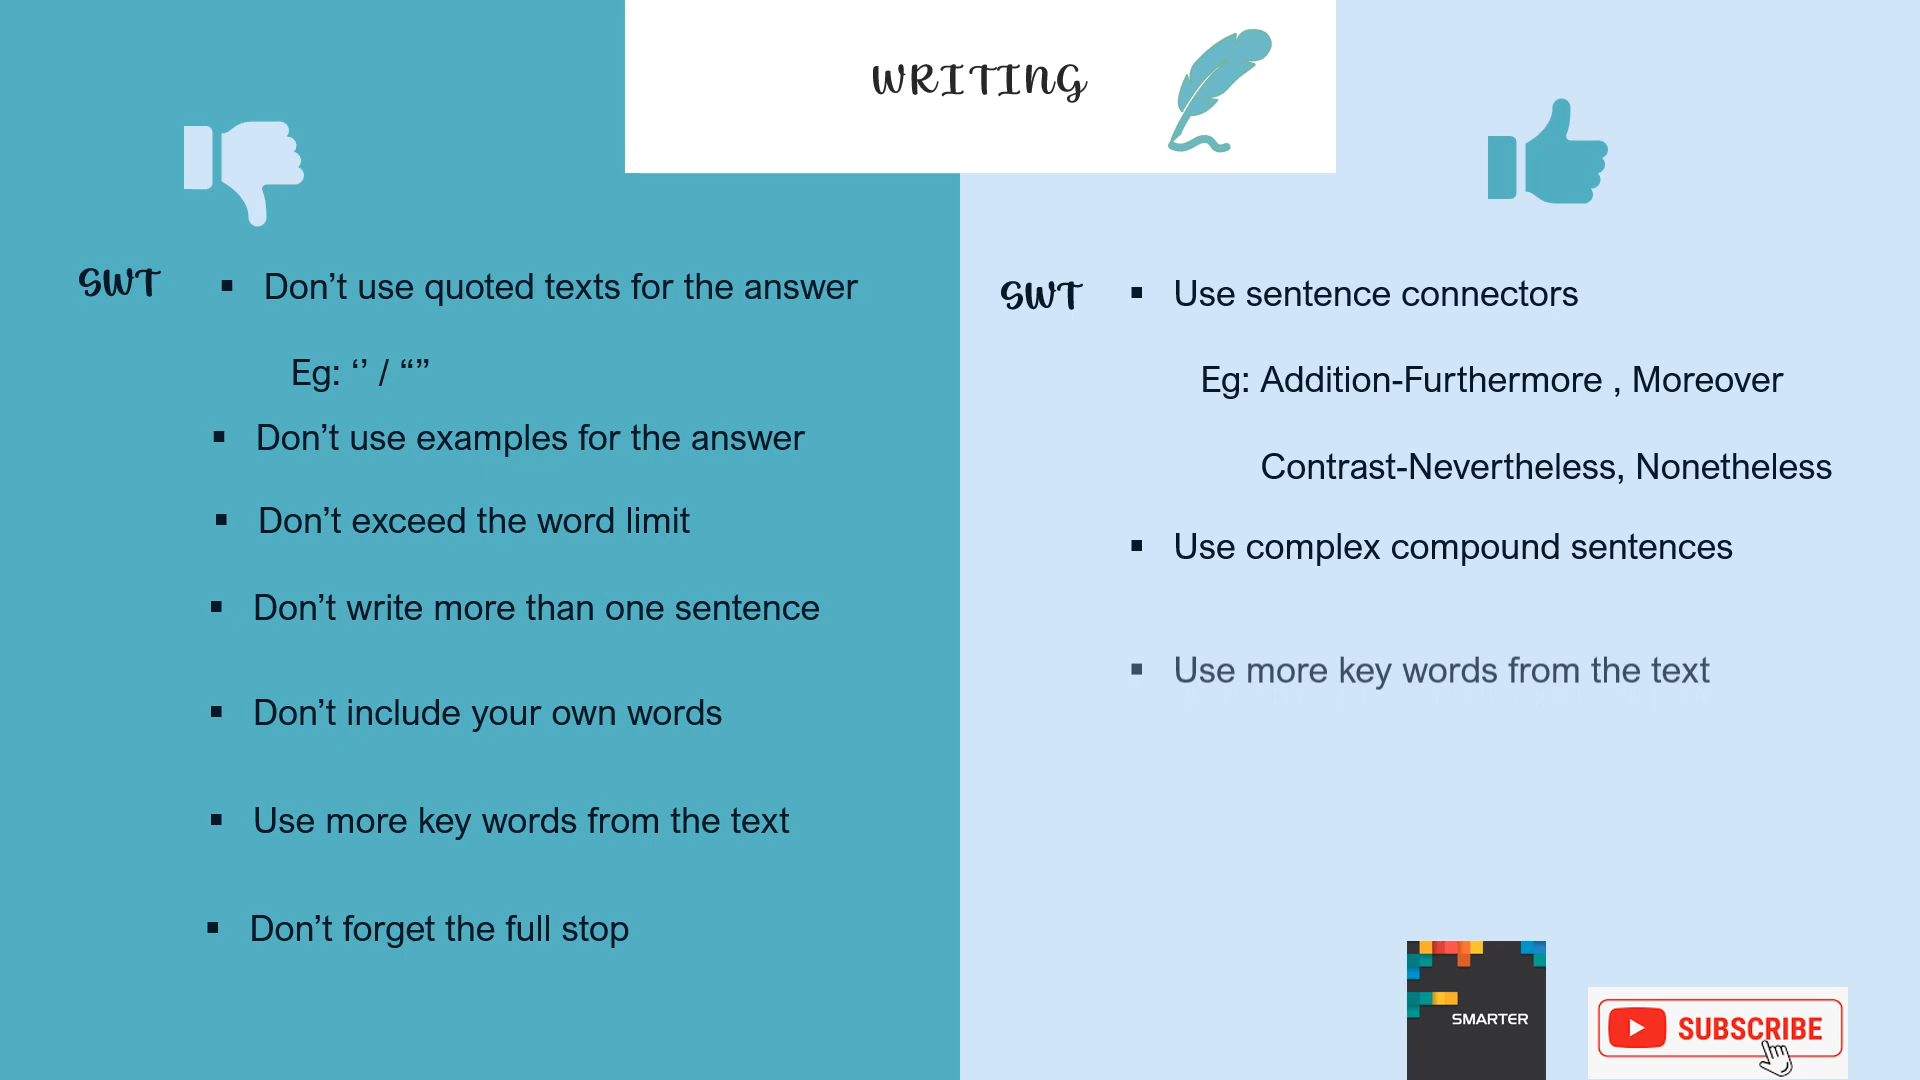 WRITING
SWT
▪ Don’t use quoted texts for the answer
Eg: ‘’ / “”
▪ Don’t use examples for the answer
▪ Don’t exceed the word limit
▪ Don’t write more than one sentence
▪ Don’t include your own words
▪ Use more key words from the text
▪ Don’t forget the full stop
SWT
▪ Use sentence connectors
Eg: Addition-Furthermore , Moreover
Contrast-Nevertheless, Nonetheless
▪ Use complex compound sentences
▪ Use more key words from the text
SMARTER
SUBSCRIBE